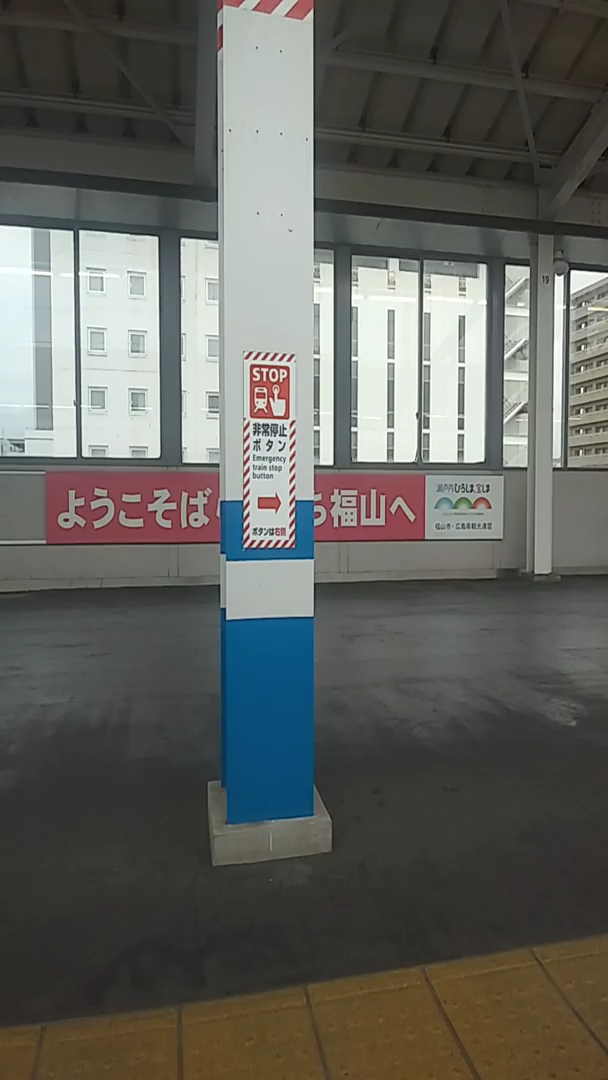 STOP
非常停止
ボタン
Emergency
train stop
button
ボタンは右側
ようこそば ち福山へ
瀬戸内ひろしま、宝しま
福山市・広島県観光連盟
19